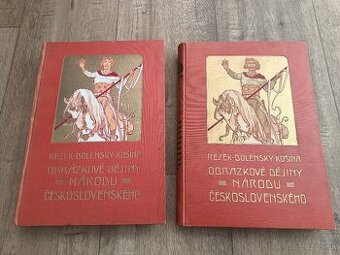 REZEK-DOLENSKÝ-KOSINA
OBRÁZKOVÉ DĚJINY
NÁRODU
ČESKOSLOVENSKÉHO
REZEK-DOLENSKÝ-KOSINA
OBRÁZKOVÉ DĚJINY
NÁRODU
ČESKOSLOVENSKÉHO